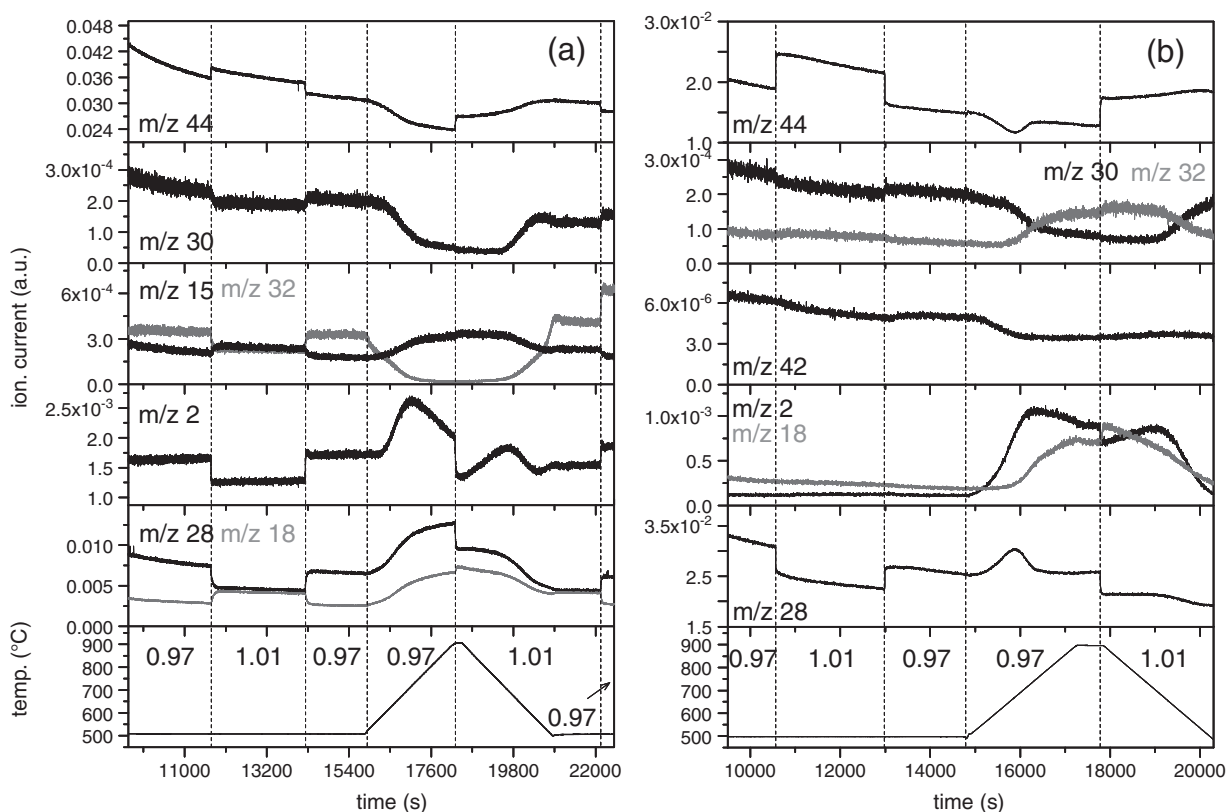 (a)
0.048
0.042
0.036
0.030
0.024
m/z 44
3.0x10⁻⁴
2.0
1.0
0.0
m/z 30
6x10⁻⁴
3.0
0.0
m/z 15 m/z 32
2.5x10⁻³
1.5
1.0
m/z 2
0.010
0.005
0.000
m/z 28 m/z 18
900
800
700
600
500
0.97 1.01 0.97 0.97 1.01
0.97
11000 13200 15400 17600 19800 22000
time (s)
ion. current (a.u.)
temp. (°C)
(b)
3.0x10⁻²
2.0
1.0
m/z 44
3.0x10⁻⁴
2.0
1.0
0.0
m/z 30 m/z 32
6.0x10⁻⁶
3.0
0.0
m/z 42
1.0x10⁻³
0.5
0.0
m/z 2
m/z 18
3.5x10⁻²
2.5
1.5
m/z 28
900
800
700
600
500
0.97 1.01 0.97 0.97 1.01
10000 12000 14000 16000 18000 20000
time (s)